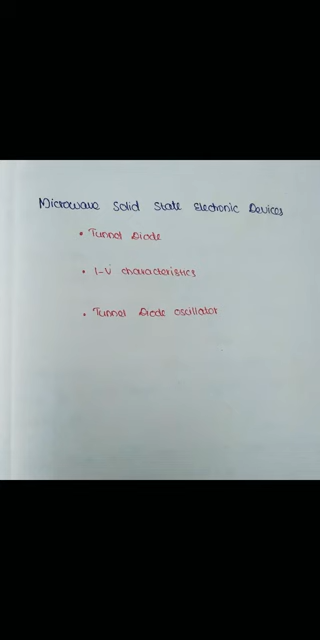 Microwave Solid State Electronic Devices
• Tunnel Diode
• I-V characteristics
• Tunnel Diode oscillator